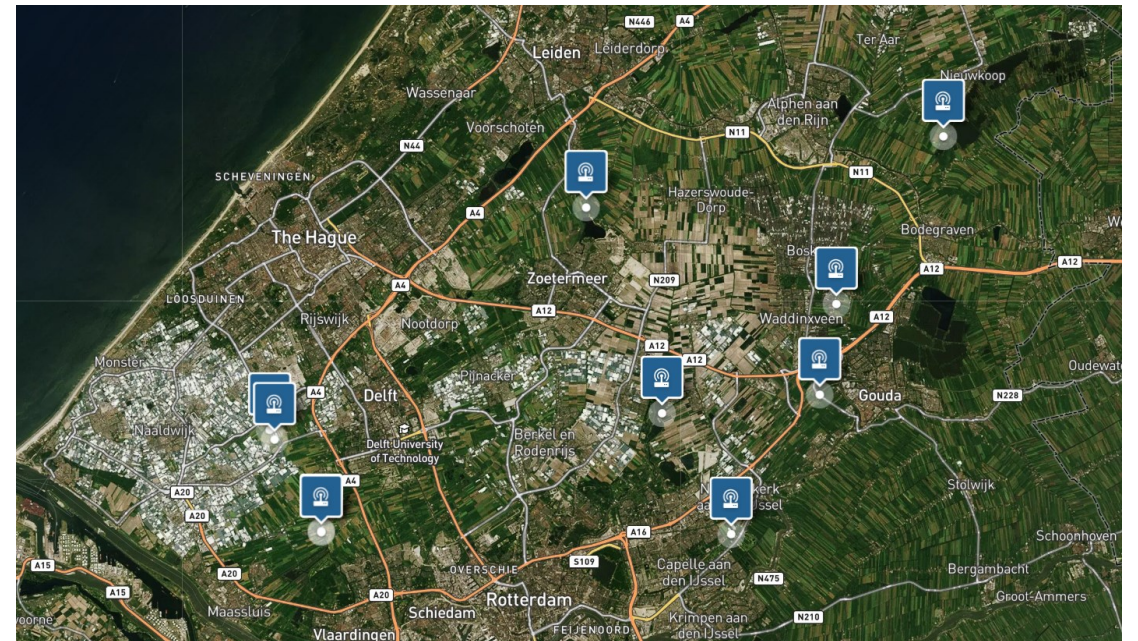 N446
A4
Ter Aar
Leiden
Leiderdorp
Nieuwkoop
Wassenaar
Alphen aan
den Rijn
Voorschoten
N11
N44
N11
SCHEVENINGEN
Hazerswoude-
Dorp
A4
Bodegraven
The Hague
A12
A12
Zoetermeer
N209
A4
LOOSDUINEN
A12
A12
Rijswijk
Nootdorp
Waddinxveen
A12
A12
Monster
Oudewate
Pijnacker
A4
Delft
Gouda
N228
Naaldwijk
Delft University
of Technology
Berkel en
Rodenrijs
A4
Stolwijk
A20
A20
A16
Schoonhoven
S109
A15
OVERSCHIE
Capelle aan
den IJssel
Bergambacht
A20
N475
A15
A20
Rotterdam
Groot-Ammers
Maassluis
Schiedam
N210
voorne
Krimpen aan
den IJssel
Vlaardingen
FEIJENOORD